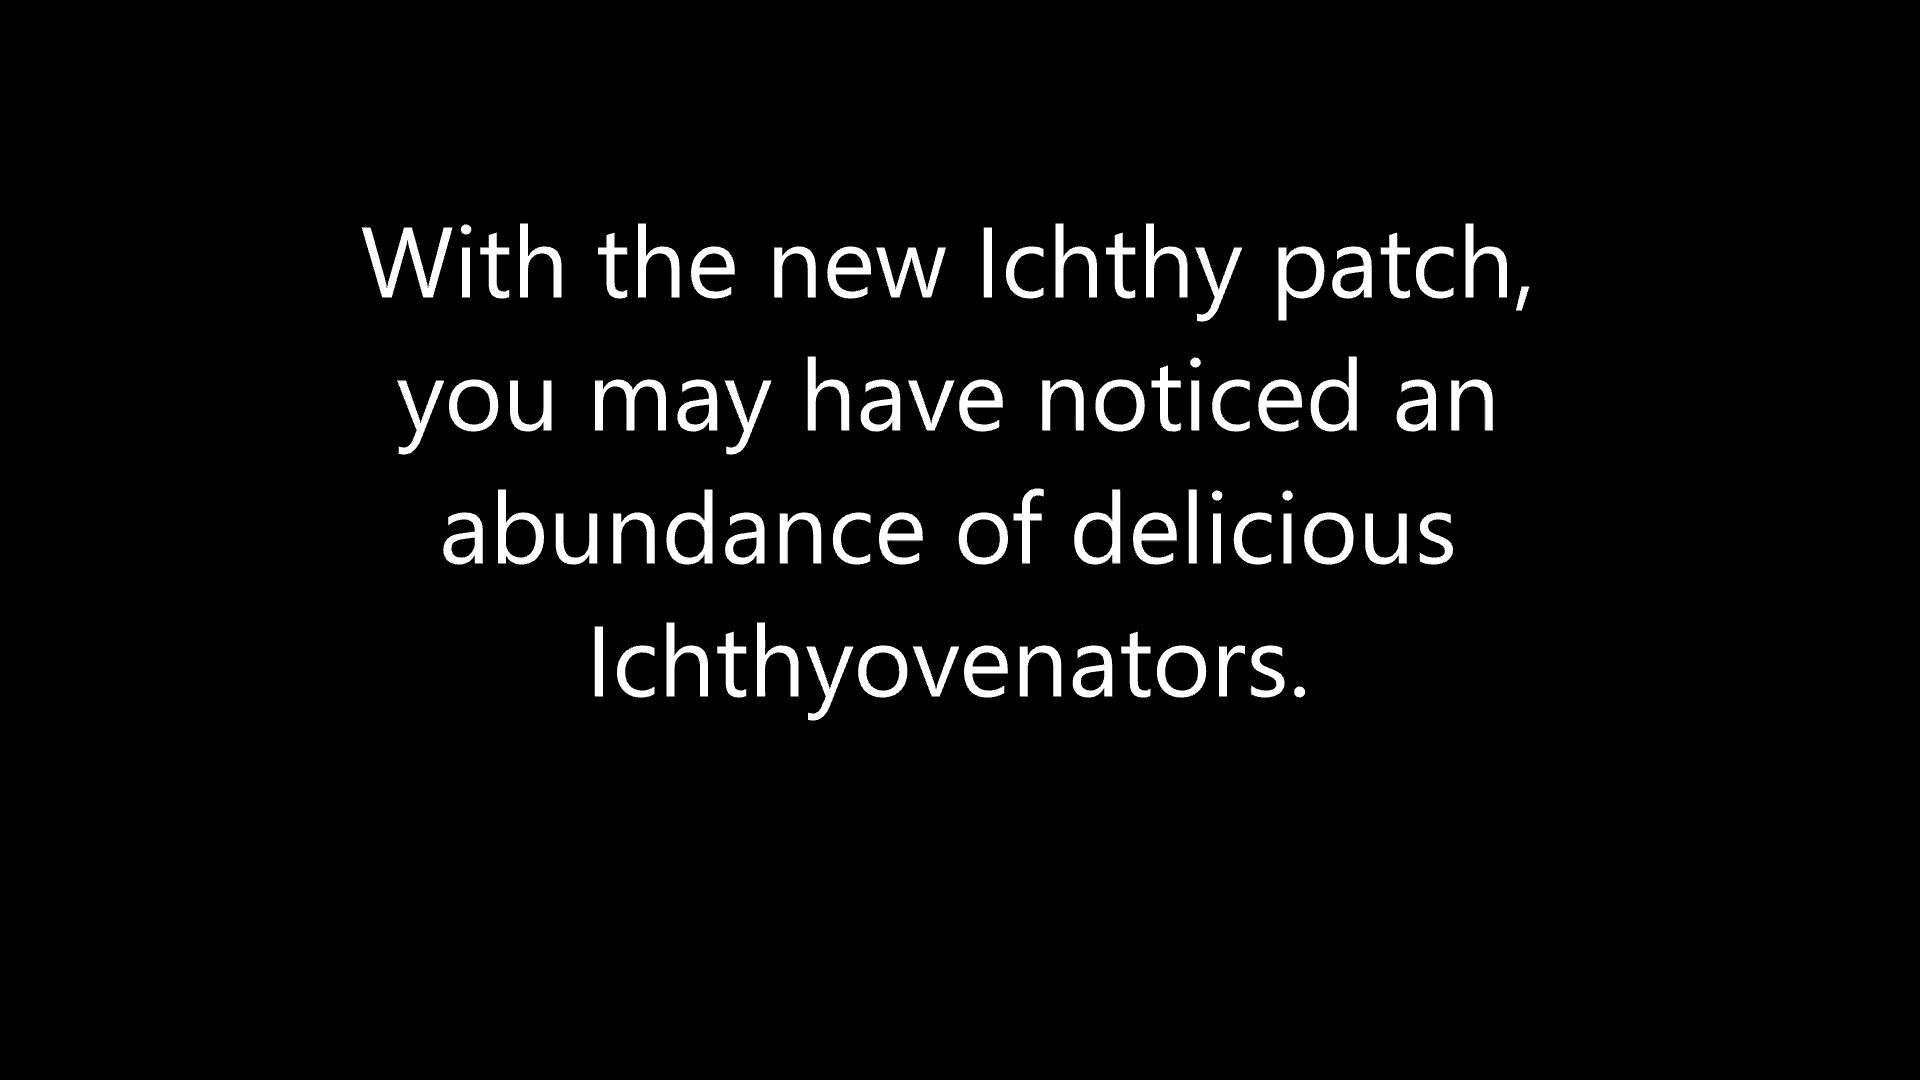 With the new Ichthy patch,
you may have noticed an
abundance of delicious
Ichthyovenators.